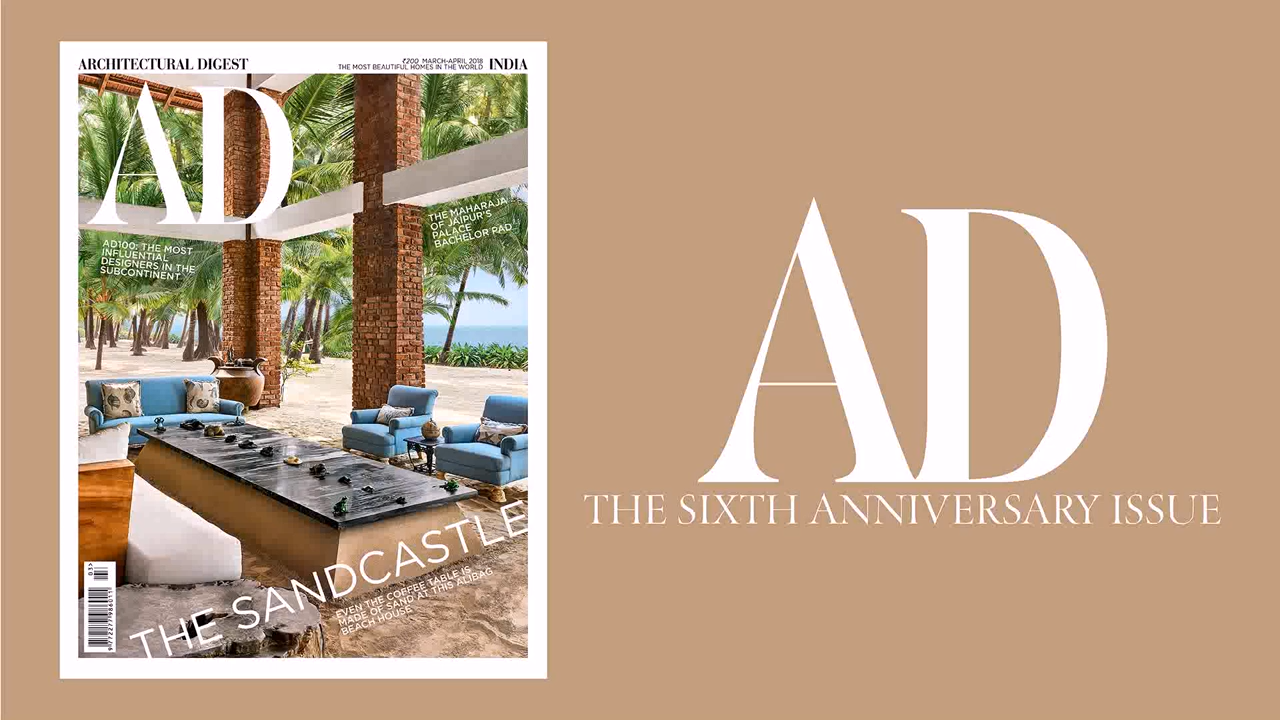 ARCHITECTURAL DIGEST
₹200 MARCH-APRIL 2018
THE MOST BEAUTIFUL HOMES IN THE WORLD
INDIA
AD
AD100: THE MOST
INFLUENTIAL
DESIGNERS IN THE
SUBCONTINENT
THE MAHARAJA
OF JAIPUR'S
PALACE
BACHELOR PAD
THE SANDCASTLE
EVEN THE COFFEE TABLE IS
MADE OF SAND AT THIS ALIBAG
BEACH HOUSE
03>
AD
THE SIXTH ANNIVERSARY ISSUE